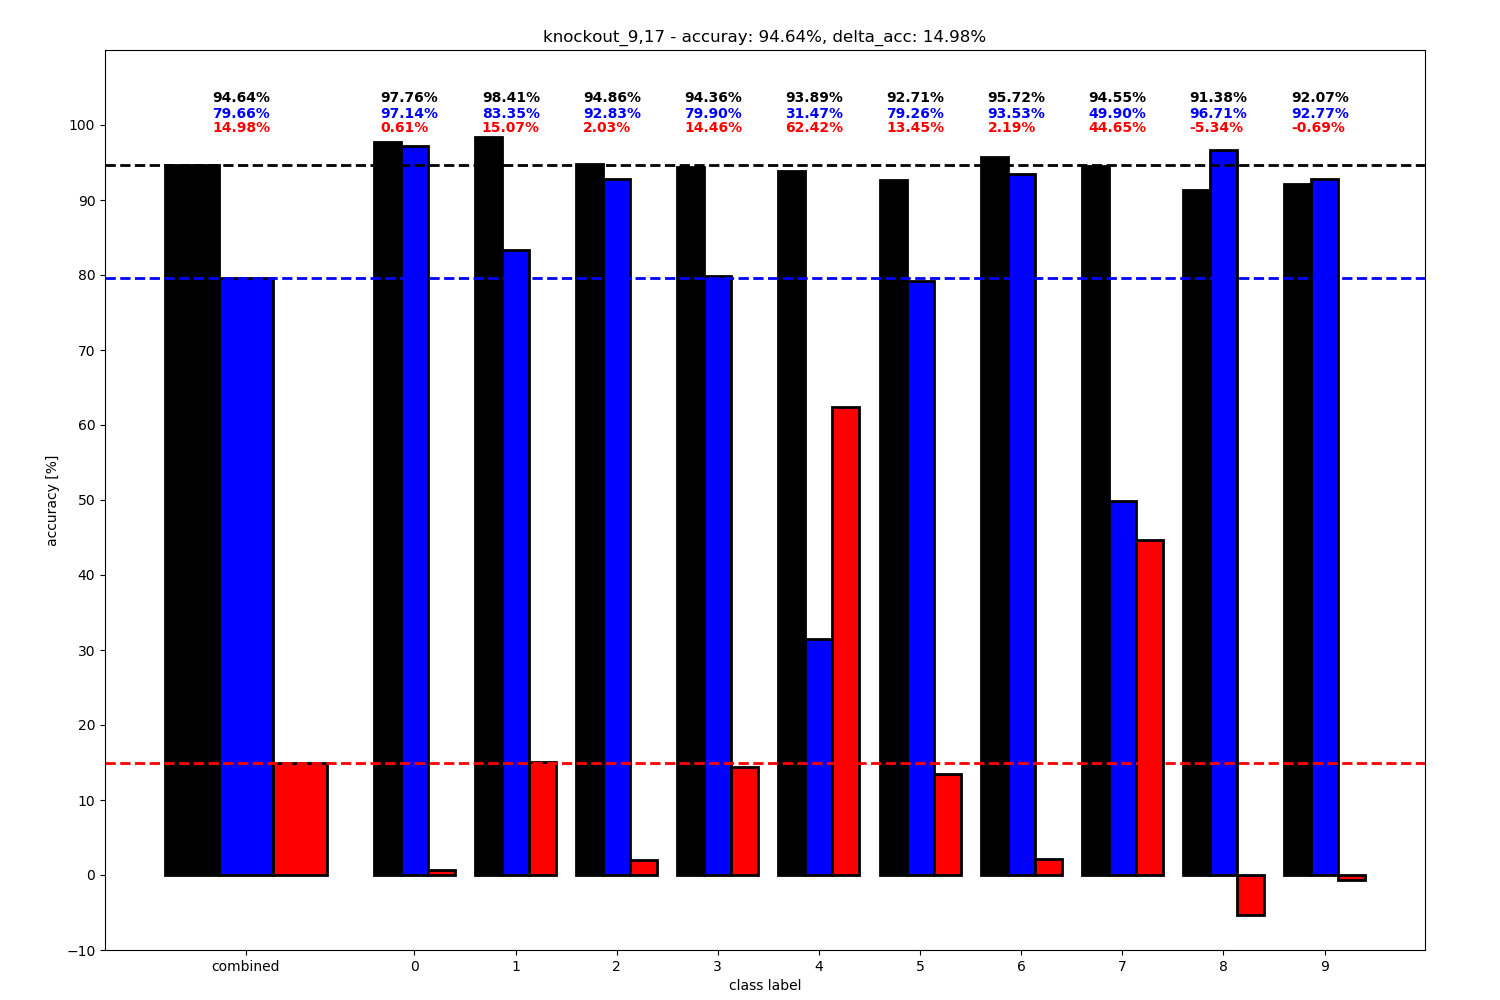 knockout_9,17 - accuray: 94.64%, delta_acc: 14.98%
94.64% 97.76% 98.41% 94.86% 94.36% 93.89% 92.71% 95.72% 94.55% 91.38% 92.07%
79.66% 97.14% 83.35% 92.83% 79.90% 31.47% 79.26% 93.53% 49.90% 96.71% 92.77%
14.98% 0.61% 15.07% 2.03% 14.46% 62.42% 13.45% 2.19% 44.65% -5.34% -0.69%
100
90
80
70
60
50
40
30
20
10
0
−10
accuracy [%]
combined 0 1 2 3 4 5 6 7 8 9
class label